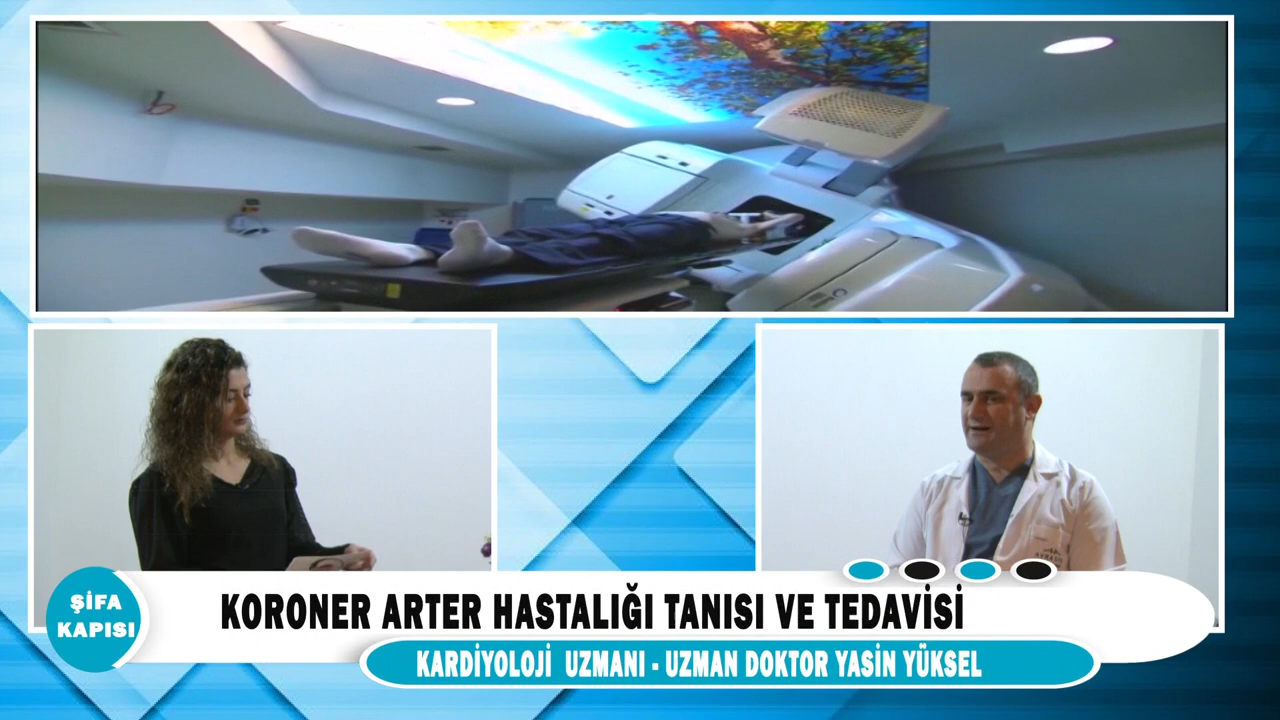 ŞİFA
KAPISI
KORONER ARTER HASTALIĞI TANISI VE TEDAVİSİ
KARDİYOLOJİ UZMANI - UZMAN DOKTOR YASİN YÜKSEL